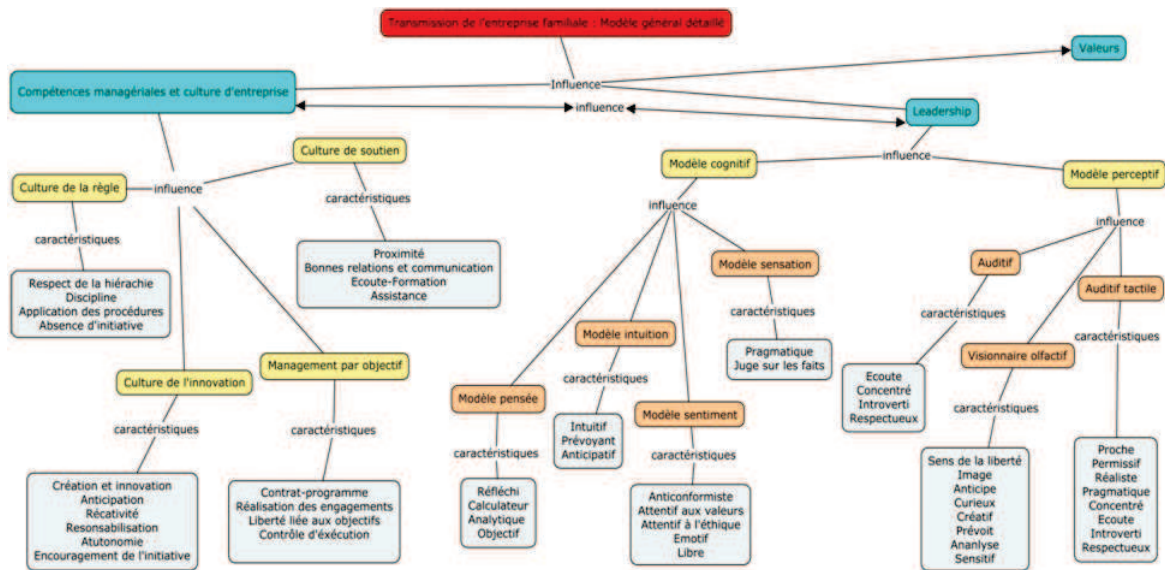 Transmission de l'entreprise familiale : Modèle général détaillé
Valeurs
Compétences managériales et culture d'entreprise
Influence
influence
Leadership
Culture de soutien
influence
Modèle cognitif
Modèle perceptif
Culture de la règle
influence
caractéristiques
influence
influence
caractéristiques
Proximité
Bonnes relations et communication
Ecoute-Formation
Assistance
Modèle sensation
Auditif
Auditif tactile
Respect de la hiérachie
Discipline
Application des procédures
Absence d'initiative
caractéristiques
caractéristiques
Modèle intuition
caractéristiques
Pragmatique
Juge sur les faits
Visionnaire olfactif
Culture de l'innovation
Management par objectif
caractéristiques
Ecoute
Concentré
Introverti
Respectueux
Modèle pensée
Modèle sentiment
caractéristiques
caractéristiques
caractéristiques
Intuitif
Prévoyant
Anticipatif
caractéristiques
caractéristiques
Création et innovation
Anticipation
Récativité
Resonsabilisation
Atutonomie
Encouragement de l'initiative
Contrat-programme
Réalisation des engagements
Liberté liée aux objectifs
Contrôle d'éxécution
Réfléchi
Calculateur
Analytique
Objectif
Anticonformiste
Attentif aux valeurs
Attentif à l'éthique
Emotif
Libre
Sens de la liberté
Image
Anticipe
Curieux
Créatif
Prévoit
Ananlyse
Sensitif
Proche
Permissif
Réaliste
Pragmatique
Concentré
Ecoute
Introverti
Respectueux